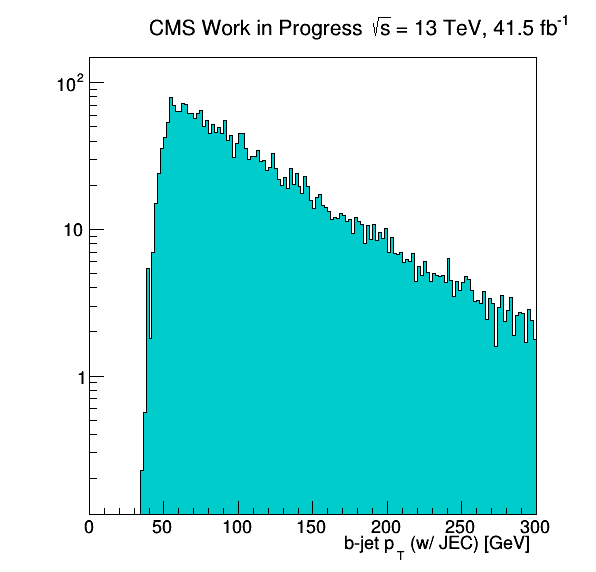 CMS Work in Progress √s = 13 TeV, 41.5 fb⁻¹
10²
10
1
0 50 100 150 200 250 300
b-jet p_T (w/ JEC) [GeV]